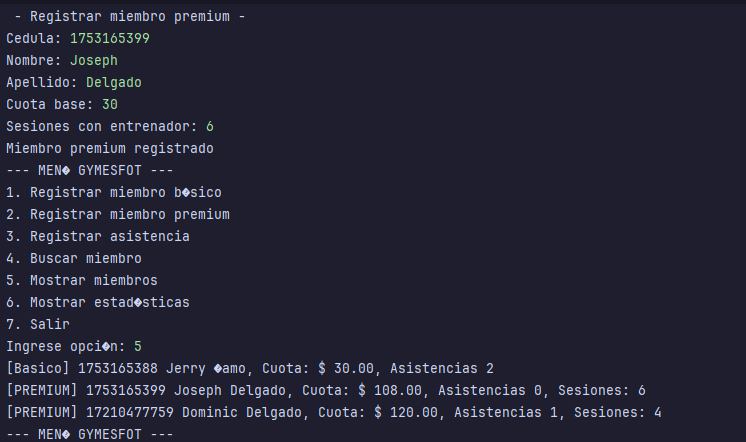 - Registrar miembro premium -
Cedula: 1753165399
Nombre: Joseph
Apellido: Delgado
Cuota base: 30
Sesiones con entrenador: 6
Miembro premium registrado
--- MEN� GYMESFOT ---
1. Registrar miembro b�sico
2. Registrar miembro premium
3. Registrar asistencia
4. Buscar miembro
5. Mostrar miembros
6. Mostrar estad�sticas
7. Salir
Ingrese opci�n: 5
[Basico] 1753165388 Jerry �amo, Cuota: $ 30.00, Asistencias 2
[PREMIUM] 1753165399 Joseph Delgado, Cuota: $ 108.00, Asistencias 0, Sesiones: 6
[PREMIUM] 17210477759 Dominic Delgado, Cuota: $ 120.00, Asistencias 1, Sesiones: 4
--- MEN� GYMESFOT ---